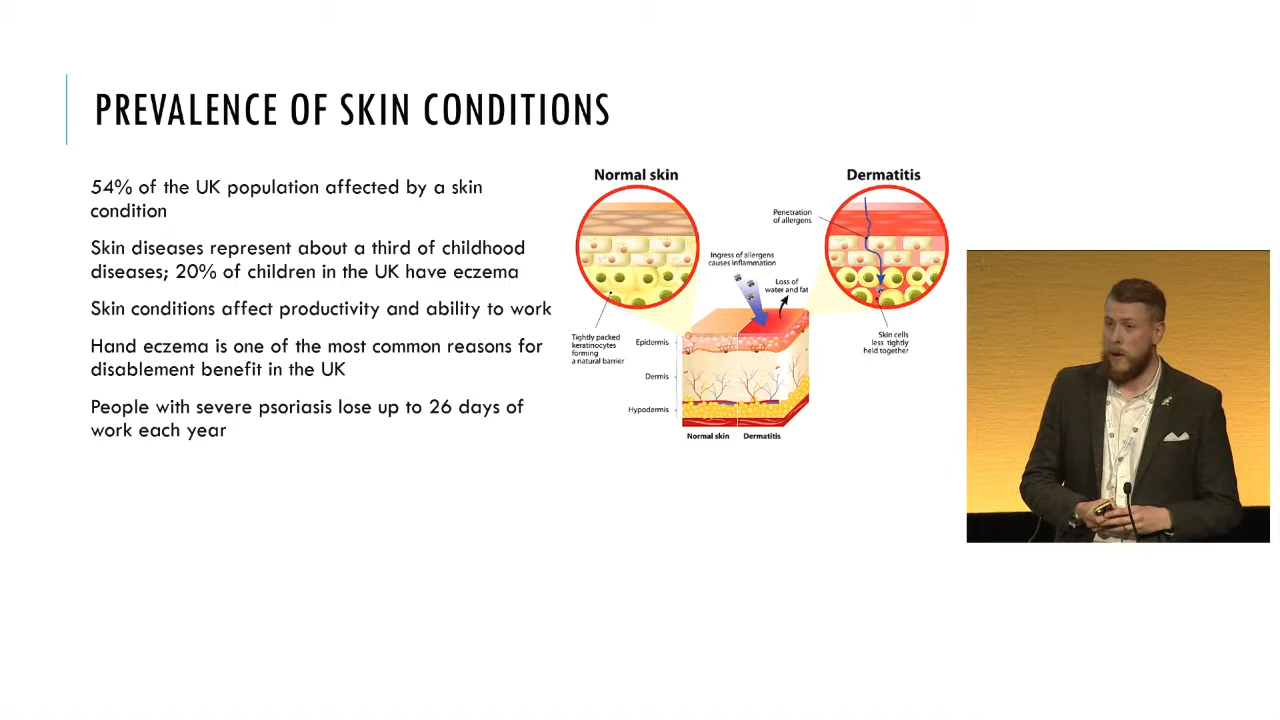 PREVALENCE OF SKIN CONDITIONS
54% of the UK population affected by a skin
condition
Skin diseases represent about a third of childhood
diseases; 20% of children in the UK have eczema
Skin conditions affect productivity and ability to work
Hand eczema is one of the most common reasons for
disablement benefit in the UK
People with severe psoriasis lose up to 26 days of
work each year
Normal skin
Dermatitis
Penetration
of allergens
Ingress of allergens
causes inflammation
Loss of
water and fat
Tightly packed
keratinocytes
forming
a natural barrier
Skin cells
less tightly
held together
Epidermis
Dermis
Hypodermis
Normal skin
Dermatitis